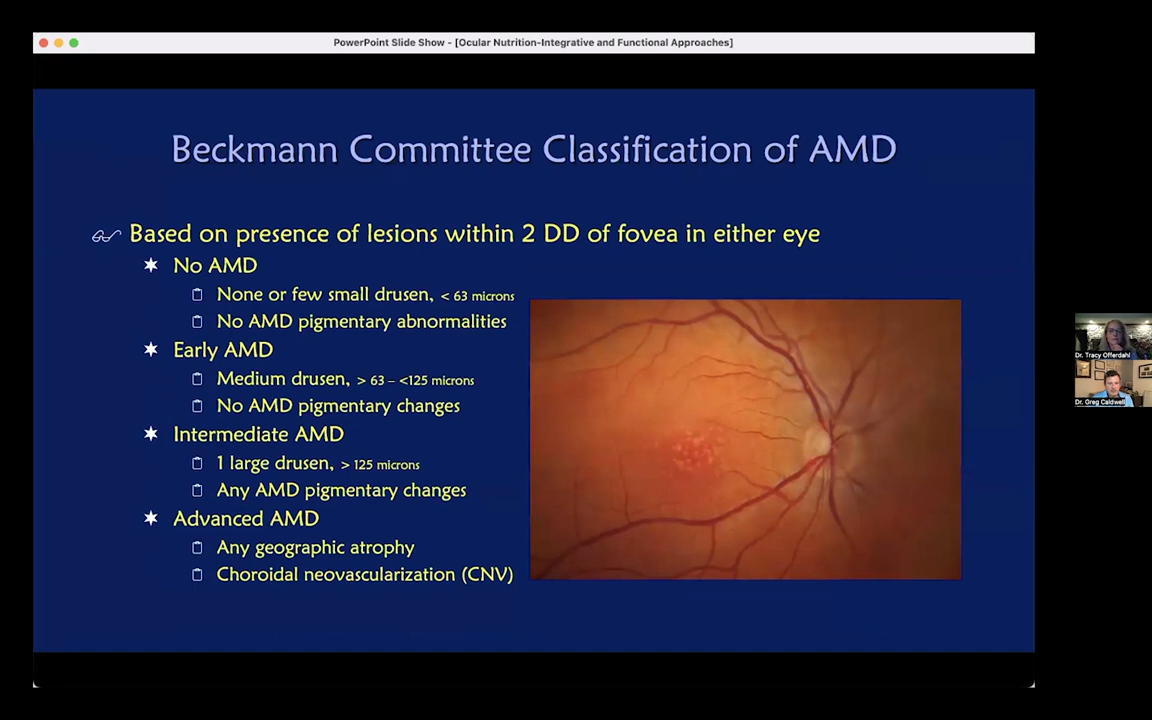 PowerPoint Slide Show - [Ocular Nutrition-Integrative and Functional Approaches]
Beckmann Committee Classification of AMD
Based on presence of lesions within 2 DD of fovea in either eye
No AMD
None or few small drusen, < 63 microns
No AMD pigmentary abnormalities
Early AMD
Medium drusen, > 63 – <125 microns
No AMD pigmentary changes
Intermediate AMD
1 large drusen, > 125 microns
Any AMD pigmentary changes
Advanced AMD
Any geographic atrophy
Choroidal neovascularization (CNV)
Dr. Tracy Offerdahl
Dr. Greg Caldwell